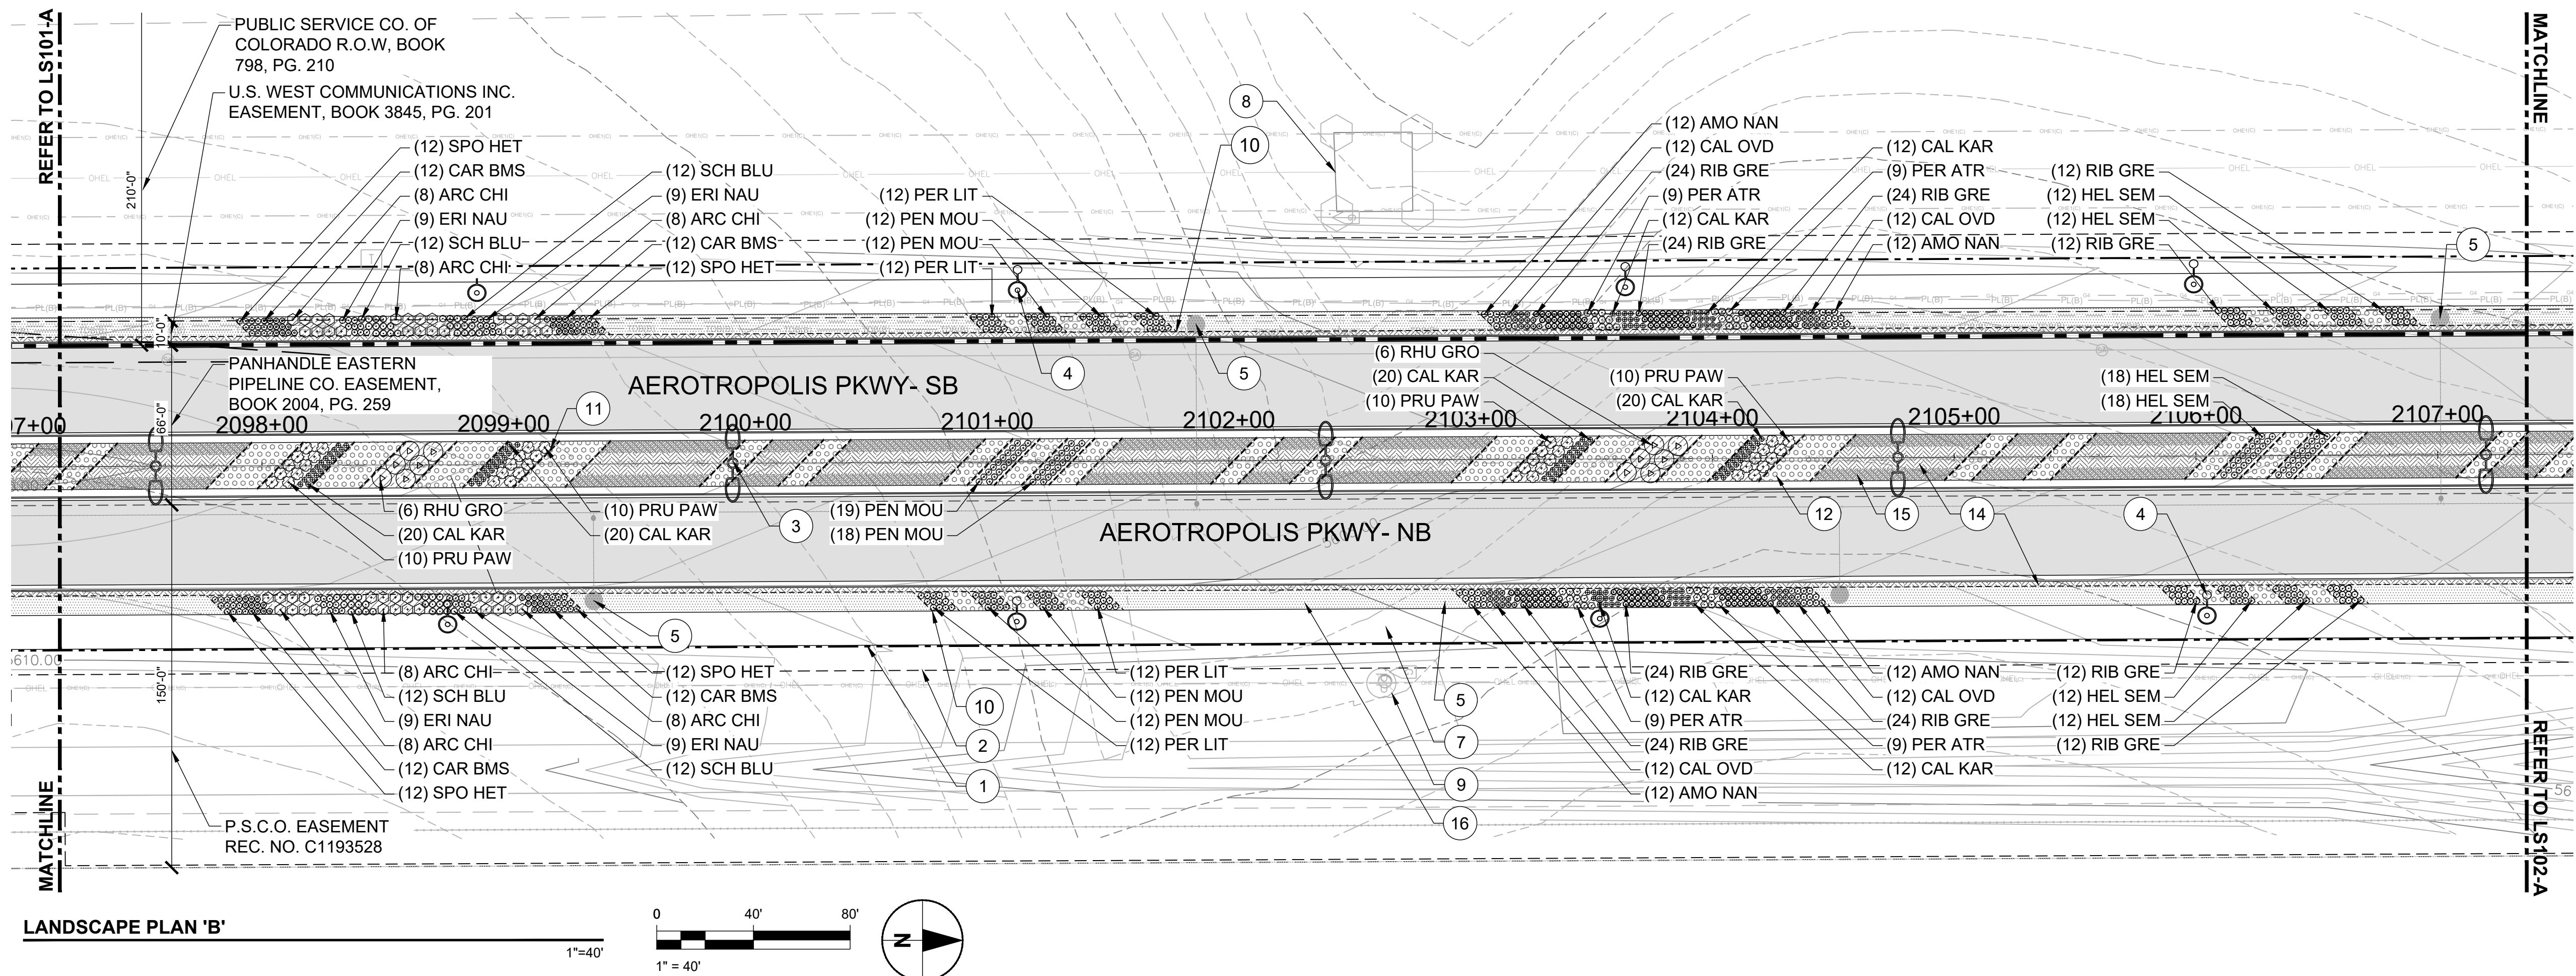 REFER TO LS101-A
MATCHLINE
PUBLIC SERVICE CO. OF
COLORADO R.O.W, BOOK
798, PG. 210
U.S. WEST COMMUNICATIONS INC.
EASEMENT, BOOK 3845, PG. 201
210'-0"
(12) SPO HET
(12) CAR BMS
(8) ARC CHI
(9) ERI NAU
(12) SCH BLU
(8) ARC CHI
(12) SCH BLU
(9) ERI NAU
(8) ARC CHI
(12) CAR BMS
(12) SPO HET
(12) PER LIT
(12) PEN MOU
(12) PEN MOU
(12) PER LIT
8
10
(12) AMO NAN
(12) CAL OVD
(24) RIB GRE
(9) PER ATR
(12) CAL KAR
(24) RIB GRE
(12) CAL KAR
(9) PER ATR
(24) RIB GRE
(12) CAL OVD
(12) AMO NAN
(12) RIB GRE
(12) HEL SEM
(12) HEL SEM
(12) RIB GRE
5
10'-0"
PANHANDLE EASTERN
PIPELINE CO. EASEMENT,
BOOK 2004, PG. 259
66'-0"
AEROTROPOLIS PKWY- SB
11
4
5
(6) RHU GRO
(20) CAL KAR
(10) PRU PAW
(10) PRU PAW
(20) CAL KAR
(18) HEL SEM
(18) HEL SEM
7+00
2098+00
2099+00
2100+00
2101+00
2102+00
2103+00
2104+00
2105+00
2106+00
2107+00
(6) RHU GRO
(20) CAL KAR
(10) PRU PAW
(10) PRU PAW
(20) CAL KAR
3
(19) PEN MOU
(18) PEN MOU
AEROTROPOLIS PKWY- NB
12
15
14
4
5
5610.00
150'-0"
(8) ARC CHI
(12) SCH BLU
(9) ERI NAU
(8) ARC CHI
(12) CAR BMS
(12) SPO HET
(12) SPO HET
(12) CAR BMS
(8) ARC CHI
(9) ERI NAU
(12) SCH BLU
10
2
1
(12) PER LIT
(12) PEN MOU
(12) PEN MOU
(12) PER LIT
5
7
9
16
(24) RIB GRE
(12) CAL KAR
(9) PER ATR
(24) RIB GRE
(12) CAL OVD
(12) AMO NAN
(12) AMO NAN
(12) CAL OVD
(24) RIB GRE
(9) PER ATR
(12) CAL KAR
(12) RIB GRE
(12) HEL SEM
(12) HEL SEM
(12) RIB GRE
P.S.C.O. EASEMENT
REC. NO. C1193528
MATCHLINE
REFER TO LS102-A
LANDSCAPE PLAN 'B'
1"=40'
0 40' 80'
1" = 40'
N